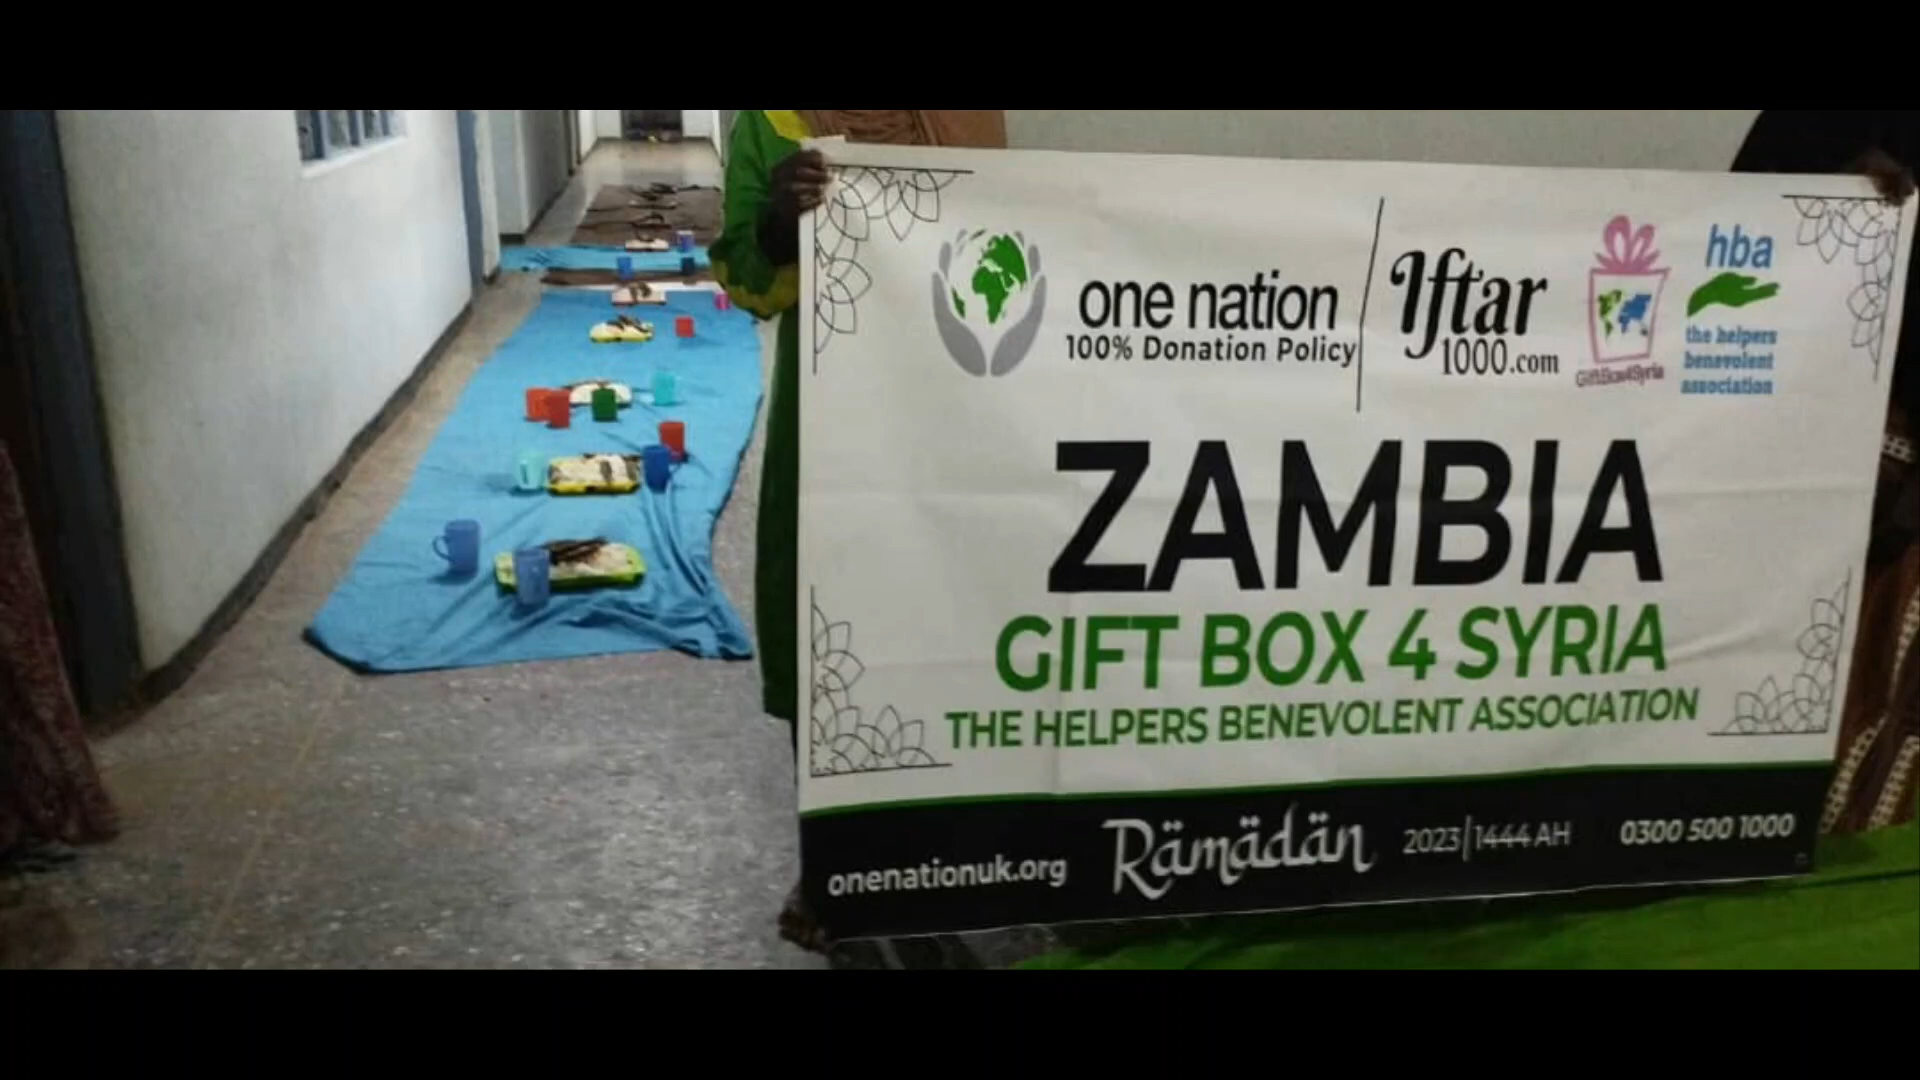 one nation
100% Donation Policy
Iftar
1000.com
GiftBox4Syria
hba
the helpers
benevolent
association
ZAMBIA
GIFT BOX 4 SYRIA
THE HELPERS BENEVOLENT ASSOCIATION
onenationuk.org
Rämädän
2023|1444 AH
0300 500 1000